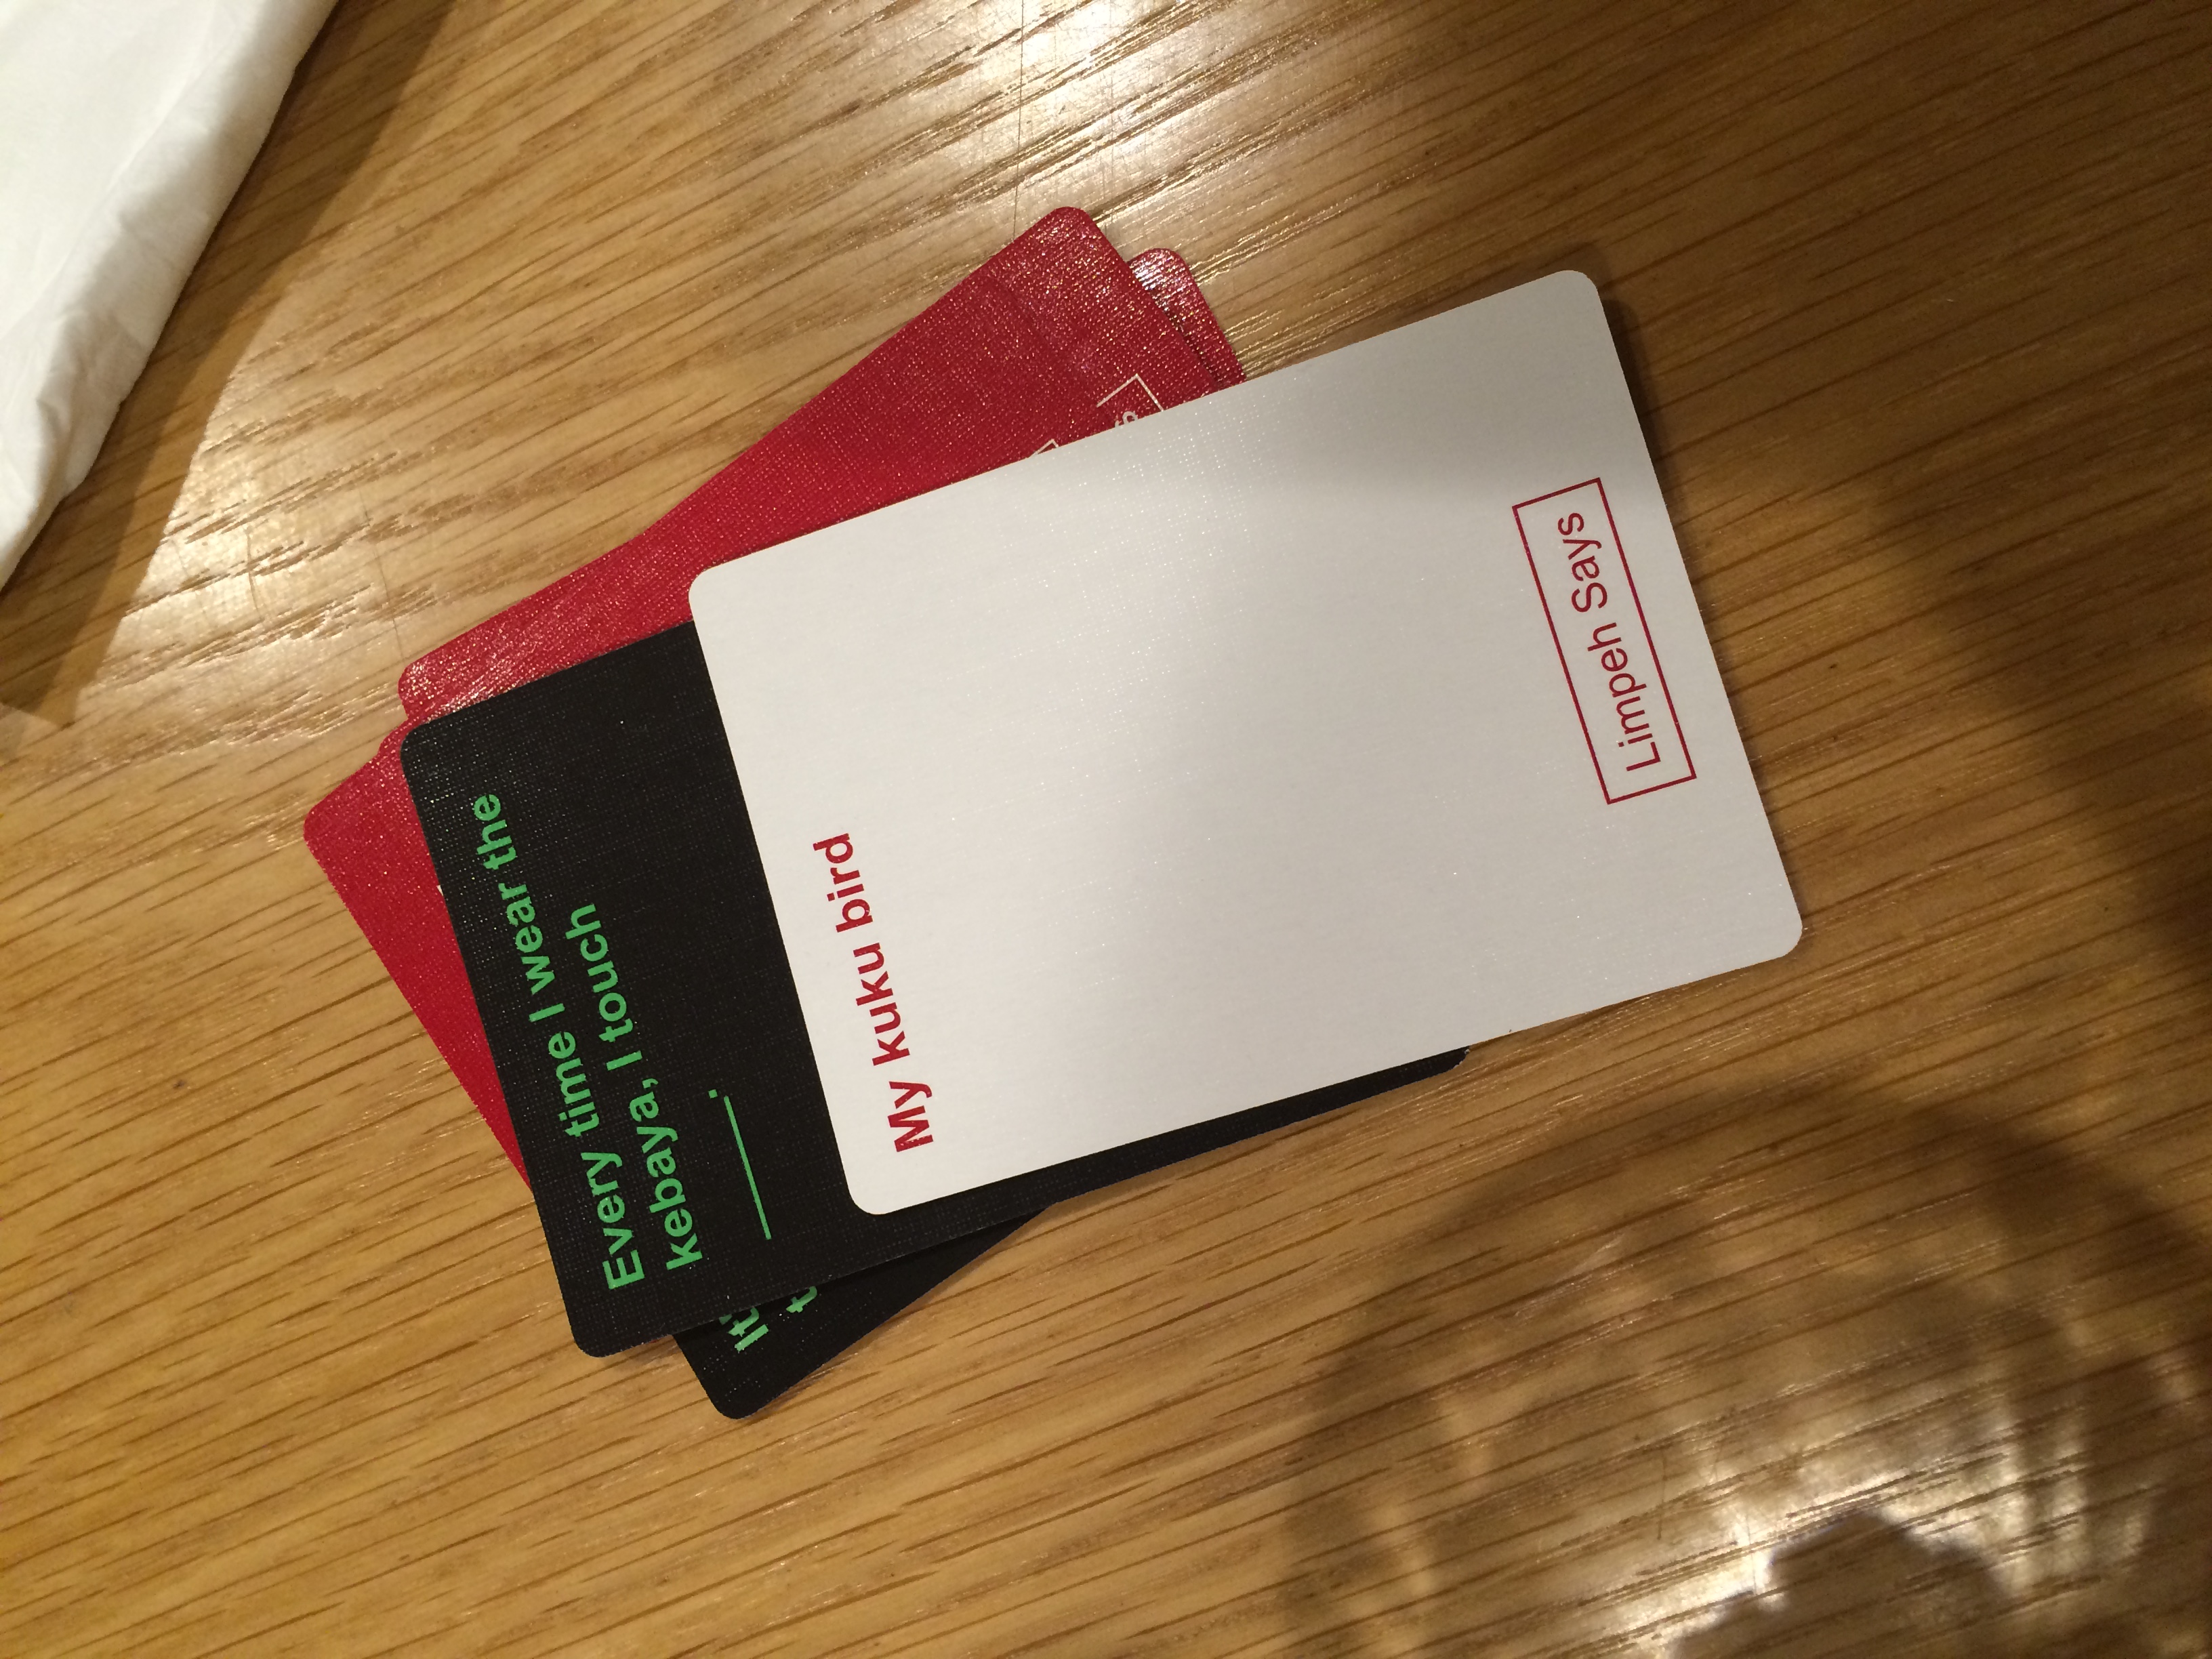 Every time I wear the
kebaya, I touch
____.
My kuku bird
Limpeh Says